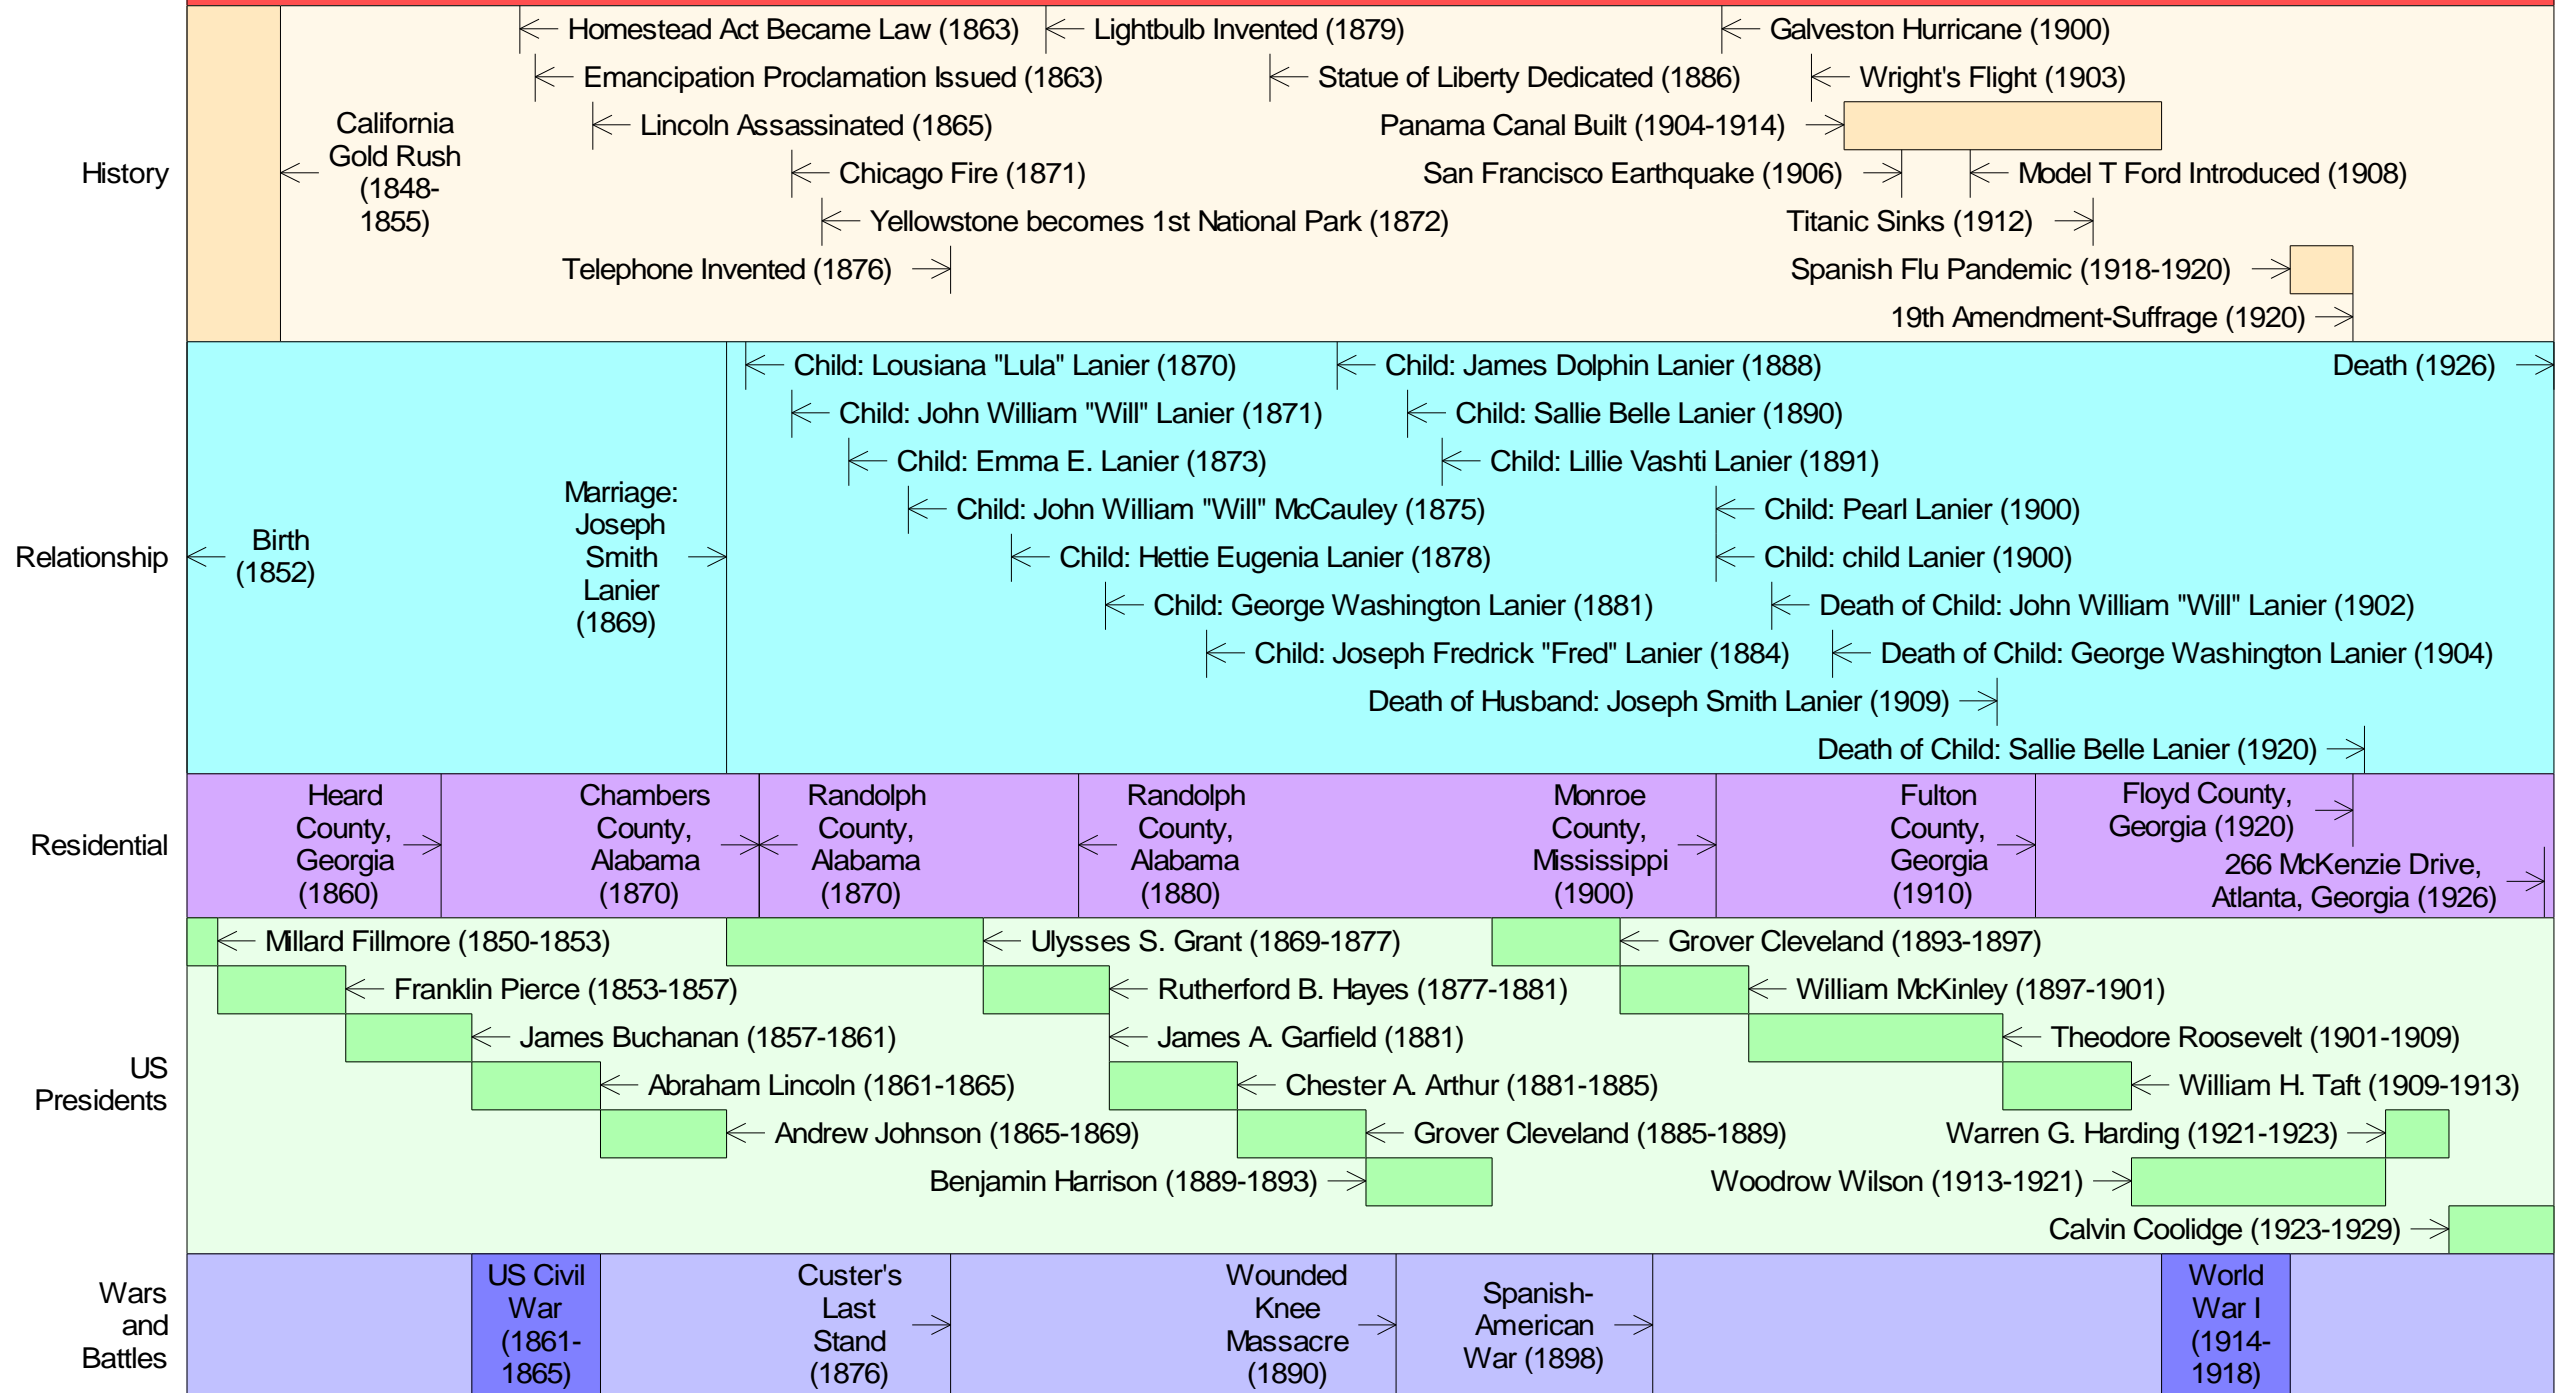 History
Homestead Act Became Law (1863)
Lightbulb Invented (1879)
Galveston Hurricane (1900)
Emancipation Proclamation Issued (1863)
Statue of Liberty Dedicated (1886)
Wright's Flight (1903)
California
Gold Rush
(1848-
1855)
Lincoln Assassinated (1865)
Panama Canal Built (1904-1914)
Chicago Fire (1871)
San Francisco Earthquake (1906)
Model T Ford Introduced (1908)
Yellowstone becomes 1st National Park (1872)
Titanic Sinks (1912)
Telephone Invented (1876)
Spanish Flu Pandemic (1918-1920)
19th Amendment-Suffrage (1920)
Relationship
Birth
(1852)
Marriage:
Joseph
Smith
Lanier
(1869)
Child: Lousiana "Lula" Lanier (1870)
Child: James Dolphin Lanier (1888)
Death (1926)
Child: John William "Will" Lanier (1871)
Child: Sallie Belle Lanier (1890)
Child: Emma E. Lanier (1873)
Child: Lillie Vashti Lanier (1891)
Child: John William "Will" McCauley (1875)
Child: Pearl Lanier (1900)
Child: Hettie Eugenia Lanier (1878)
Child: child Lanier (1900)
Child: George Washington Lanier (1881)
Death of Child: John William "Will" Lanier (1902)
Child: Joseph Fredrick "Fred" Lanier (1884)
Death of Child: George Washington Lanier (1904)
Death of Husband: Joseph Smith Lanier (1909)
Death of Child: Sallie Belle Lanier (1920)
Residential
Heard
County,
Georgia
(1860)
Chambers
County,
Alabama
(1870)
Randolph
County,
Alabama
(1870)
Randolph
County,
Alabama
(1880)
Monroe
County,
Mississippi
(1900)
Fulton
County,
Georgia
(1910)
Floyd County,
Georgia (1920)
266 McKenzie Drive,
Atlanta, Georgia (1926)
US
Presidents
Millard Fillmore (1850-1853)
Ulysses S. Grant (1869-1877)
Grover Cleveland (1893-1897)
Franklin Pierce (1853-1857)
Rutherford B. Hayes (1877-1881)
William McKinley (1897-1901)
James Buchanan (1857-1861)
James A. Garfield (1881)
Theodore Roosevelt (1901-1909)
Abraham Lincoln (1861-1865)
Chester A. Arthur (1881-1885)
William H. Taft (1909-1913)
Andrew Johnson (1865-1869)
Grover Cleveland (1885-1889)
Warren G. Harding (1921-1923)
Benjamin Harrison (1889-1893)
Woodrow Wilson (1913-1921)
Calvin Coolidge (1923-1929)
Wars
and
Battles
US Civil
War
(1861-
1865)
Custer's
Last
Stand
(1876)
Wounded
Knee
Massacre
(1890)
Spanish-
American
War (1898)
World
War I
(1914-
1918)